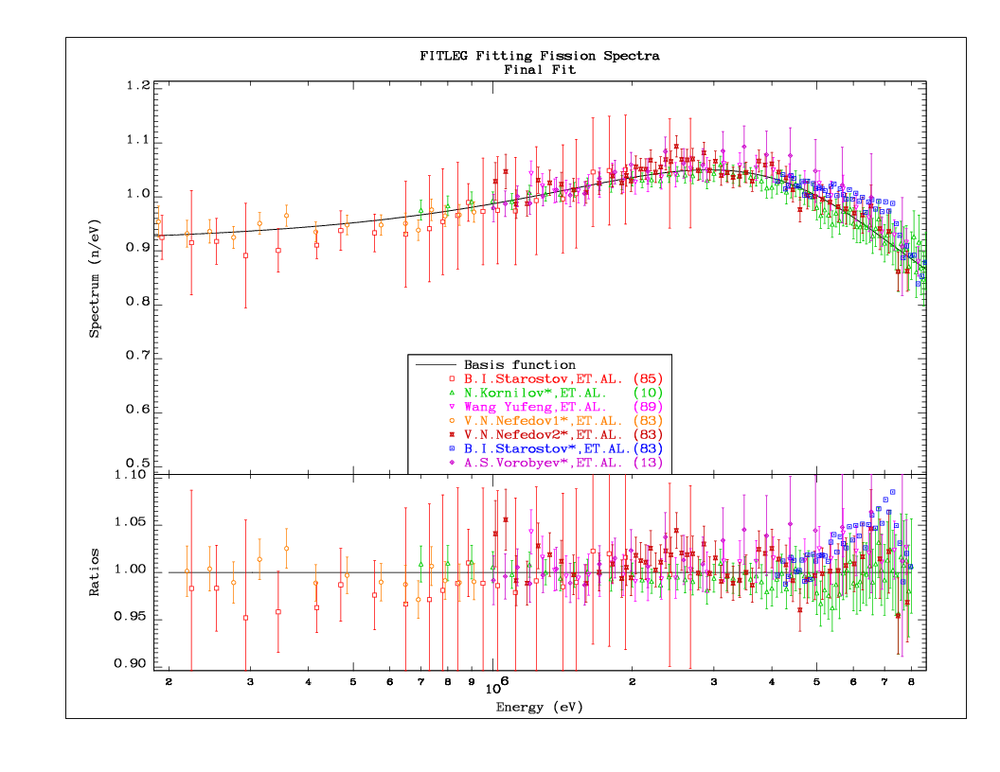 FITLEG Fitting Fission Spectra
Final Fit
1.2
1.1
1.0
0.9
0.8
0.7
0.6
0.5
Spectrum (n/eV)
Basis function
B.I.Starostov,ET.AL. (85)
N.Kornilov*,ET.AL. (10)
Wang Yufeng,ET.AL. (89)
V.N.Nefedov1*,ET.AL. (83)
V.N.Nefedov2*,ET.AL. (83)
B.I.Starostov*,ET.AL.(83)
A.S.Vorobyev*,ET.AL. (13)
1.10
1.05
1.00
0.95
0.90
Ratios
2 3 4 5 6 7 8 9 10⁶ 2 3 4 5 6 7 8
Energy (eV)